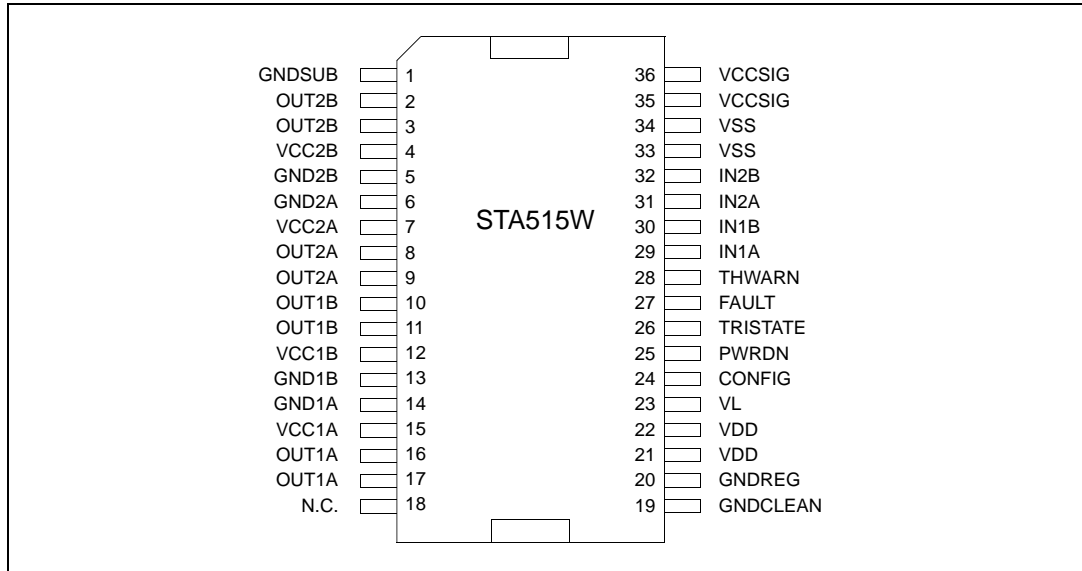 GNDSUB 1 36 VCCSIG
OUT2B 2 35 VCCSIG
OUT2B 3 34 VSS
VCC2B 4 33 VSS
GND2B 5 32 IN2B
GND2A 6 31 IN2A
VCC2A 7 STA515W 30 IN1B
OUT2A 8 29 IN1A
OUT2A 9 28 THWARN
OUT1B 10 27 FAULT
OUT1B 11 26 TRISTATE
VCC1B 12 25 PWRDN
GND1B 13 24 CONFIG
GND1A 14 23 VL
VCC1A 15 22 VDD
OUT1A 16 21 VDD
OUT1A 17 20 GNDREG
N.C. 18 19 GNDCLEAN